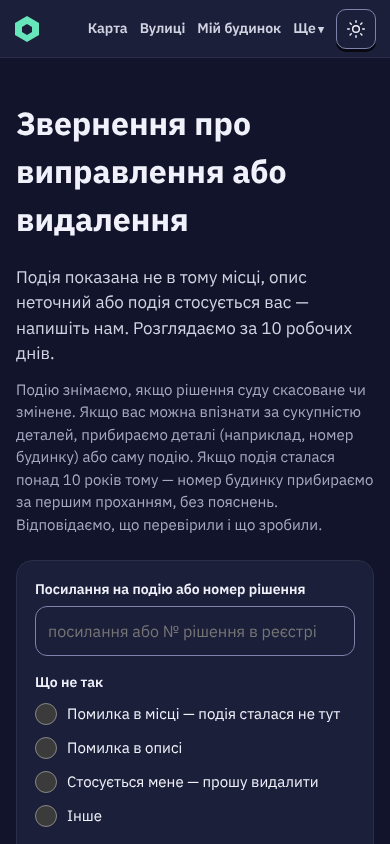 Карта Вулиці Мій будинок Ще ▾
Звернення про
виправлення або
видалення
Подія показана не в тому місці, опис
неточний або подія стосується вас —
напишіть нам. Розглядаємо за 10 робочих
днів.
Подію знімаємо, якщо рішення суду скасоване чи
змінене. Якщо вас можна впізнати за сукупністю
деталей, прибираємо деталі (наприклад, номер
будинку) або саму подію. Якщо подія сталася
понад 10 років тому — номер будинку прибираємо
за першим проханням, без пояснень.
Відповідаємо, що перевірили і що зробили.
Посилання на подію або номер рішення
посилання або № рішення в реєстрі
Що не так
Помилка в місці — подія сталася не тут
Помилка в описі
Стосується мене — прошу видалити
Інше